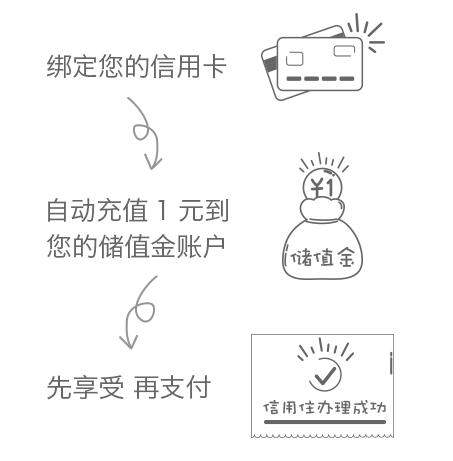 绑定您的信用卡
自动充值 1 元到
您的储值金账户
¥1
储值金
先享受 再支付
信用住办理成功